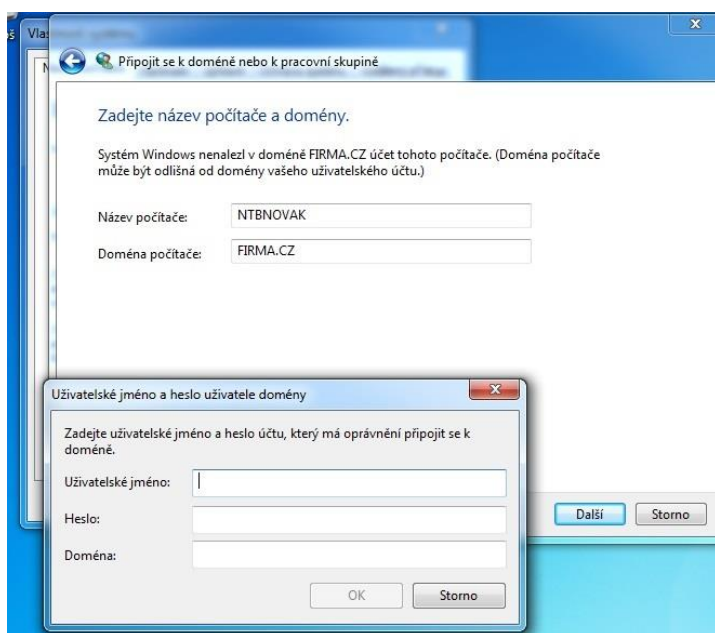 Vla
Připojit se k doméně nebo k pracovní skupině
Zadejte název počítače a domény.
Systém Windows nenalezl v doméně FIRMA.CZ účet tohoto počítače. (Doména počítače
může být odlišná od domény vašeho uživatelského účtu.)
Název počítače: NTBNOVAK
Doména počítače: FIRMA.CZ
Uživatelské jméno a heslo uživatele domény
Zadejte uživatelské jméno a heslo účtu, který má oprávnění připojit se k
doméně.
Uživatelské jméno:
Heslo:
Doména:
OK Storno
Další Storno